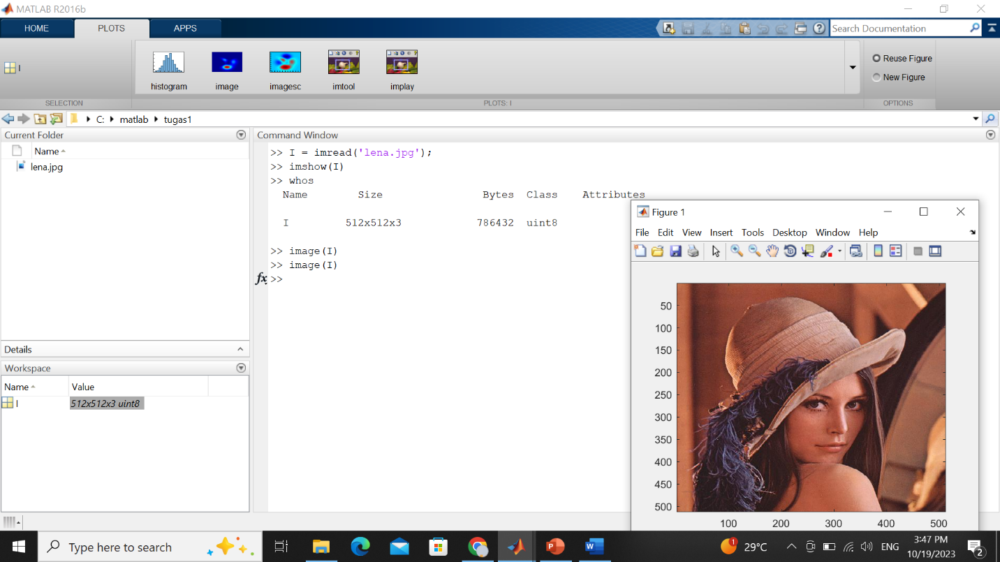 MATLAB R2016b
HOME PLOTS APPS
Search Documentation
I
histogram image imagesc imtool implay
Reuse Figure
New Figure
SELECTION PLOTS: I OPTIONS
C: matlab tugas1
Current Folder
Name
lena.jpg
Details
Workspace
Name Value
I 512x512x3 uint8
Command Window
>> I = imread('lena.jpg');
>> imshow(I)
>> whos
Name Size Bytes Class Attributes
I 512x512x3 786432 uint8
>> image(I)
>> image(I)
fx >>
Figure 1
File Edit View Insert Tools Desktop Window Help
50
100
150
200
250
300
350
400
450
500
100 200 300 400 500
Type here to search
1
29°C
ENG
3:47 PM
10/19/2023
2